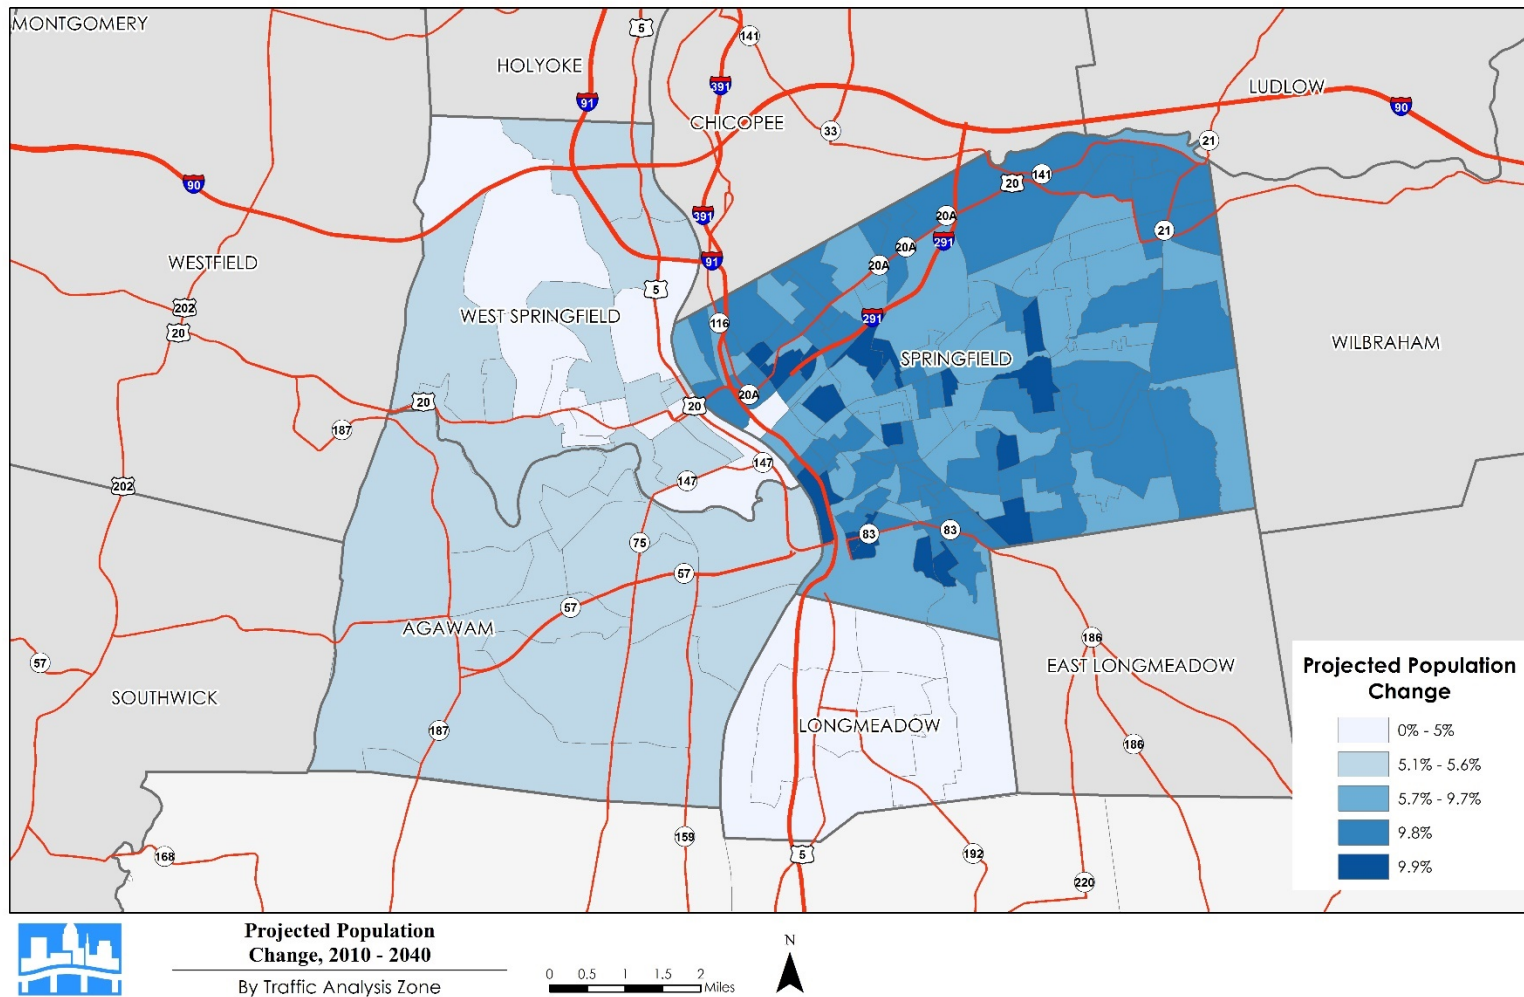 MONTGOMERY
5
141
HOLYOKE
391
LUDLOW
91
90
CHICOPEE
33
21
141
20
90
391
20A
21
291
20A
WESTFIELD
91
20A
5
202
WEST SPRINGFIELD
116
291
20
SPRINGFIELD
WILBRAHAM
20A
20
20
187
147
147
202
83
83
75
57
57
AGAWAM
186
57
EAST LONGMEADOW
SOUTHWICK
LONGMEADOW
187
186
159
168
5
192
220
Projected Population
Change
0% - 5%
5.1% - 5.6%
5.7% - 9.7%
9.8%
9.9%
Projected Population
Change, 2010 - 2040
By Traffic Analysis Zone
0 0.5 1 1.5 2
Miles
N